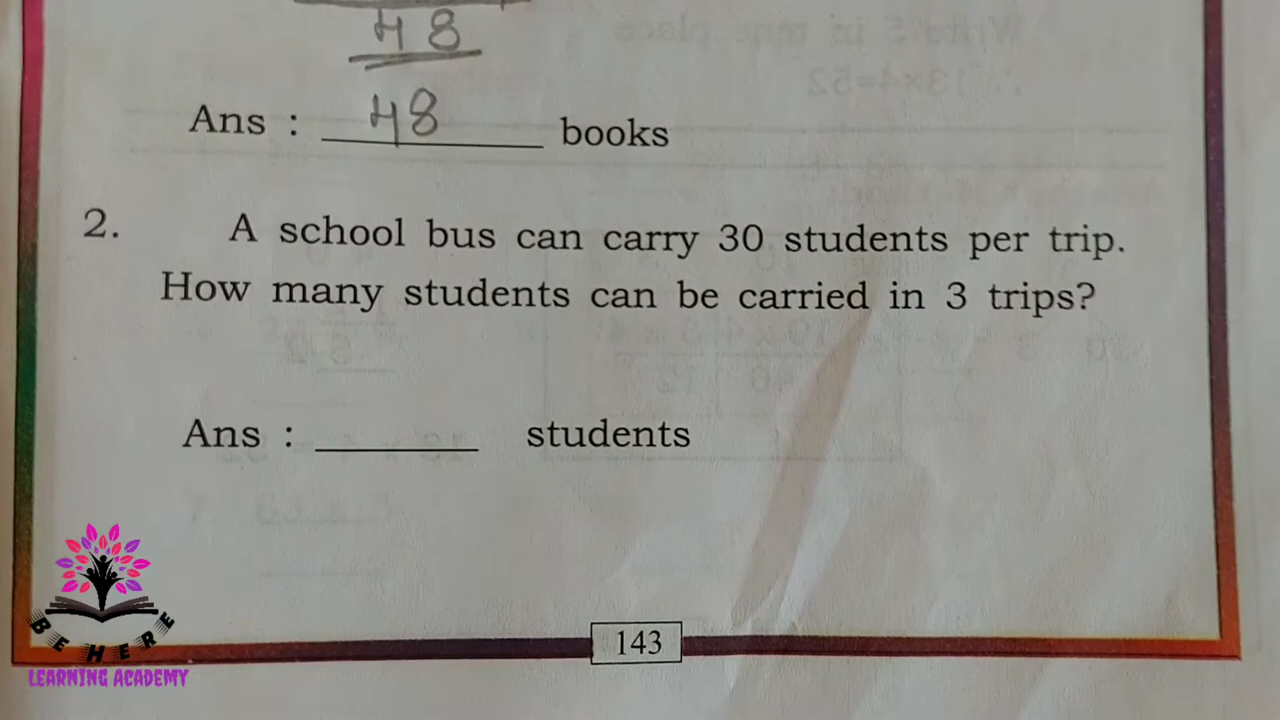 48
Ans : 48 books
2. A school bus can carry 30 students per trip.
How many students can be carried in 3 trips?
Ans : ________ students
143
BE HERE
LEARNING ACADEMY